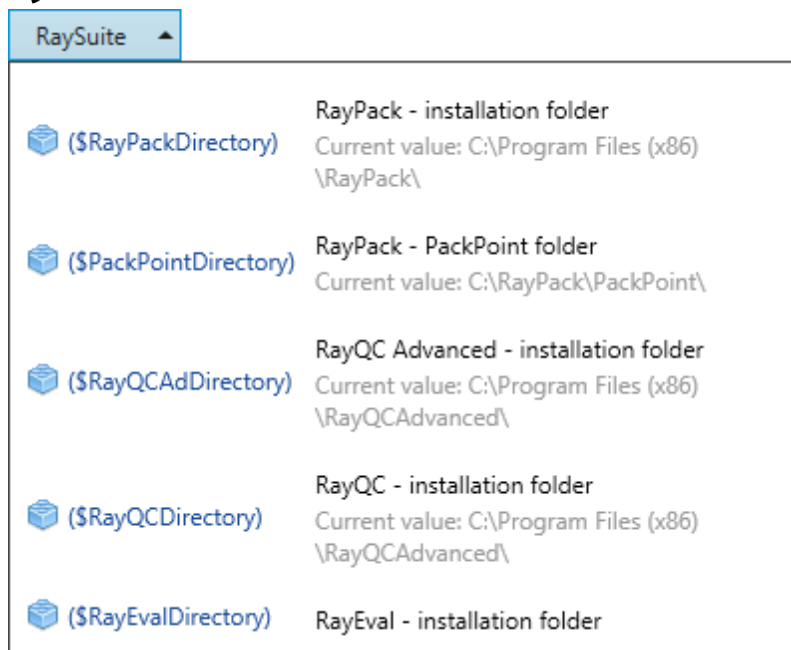 RaySuite
($RayPackDirectory)
RayPack - installation folder
Current value: C:\Program Files (x86)
\RayPack\
($PackPointDirectory)
RayPack - PackPoint folder
Current value: C:\RayPack\PackPoint\
($RayQCAdDirectory)
RayQC Advanced - installation folder
Current value: C:\Program Files (x86)
\RayQCAdvanced\
($RayQCDirectory)
RayQC - installation folder
Current value: C:\Program Files (x86)
\RayQCAdvanced\
($RayEvalDirectory)
RayEval - installation folder